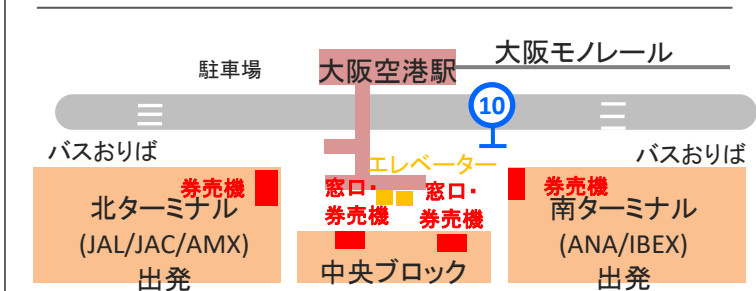 大阪モノレール
駐車場
大阪空港駅
10
バスおりば
バスおりば
エレベーター
券売機
窓口・
券売機
窓口・
券売機
券売機
北ターミナル
(JAL/JAC/AMX)
出発
中央ブロック
南ターミナル
(ANA/IBEX)
出発